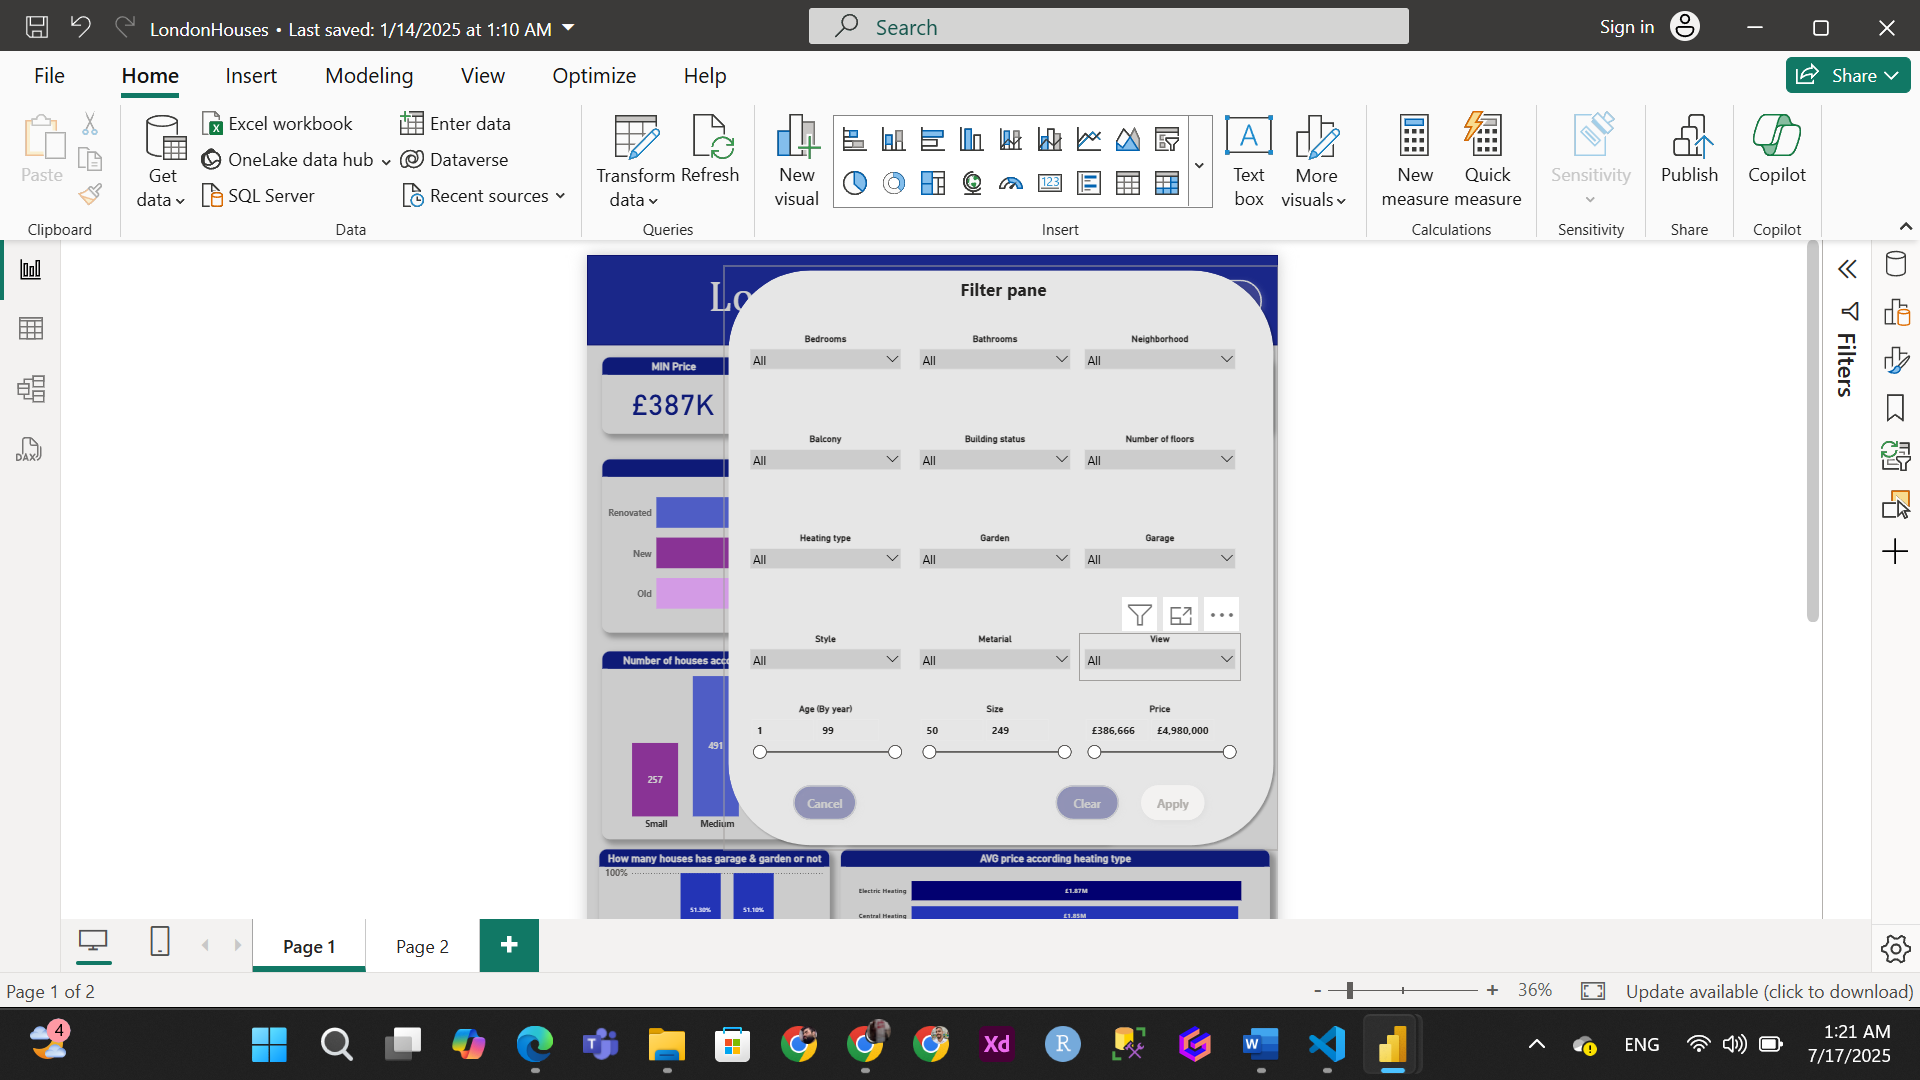 LondonHouses • Last saved: 1/14/2025 at 1:10 AM
Search
Sign in
File
Home
Insert
Modeling
View
Optimize
Help
Share
Paste
Clipboard
Get data
Excel workbook
OneLake data hub
SQL Server
Enter data
Dataverse
Recent sources
Data
Transform data
Refresh
Queries
New visual
123
A
Text box
More visuals
Insert
New measure
Quick measure
Calculations
Sensitivity
Sensitivity
Publish
Share
Copilot
Copilot
DAX
Lo
MIN Price
£387K
Renovated
New
Old
Number of houses acc
257
491
Small
Medium
Filter pane
Bedrooms
All
Bathrooms
All
Neighborhood
All
Balcony
All
Building status
All
Number of floors
All
Heating type
All
Garden
All
Garage
All
Style
All
Metarial
All
View
All
Age (By year)
1
99
Size
50
249
Price
£386,666
£4,980,000
Cancel
Clear
Apply
How many houses has garage & garden or not
100%
51.30%
51.10%
AVG price according heating type
Electric Heating
£1.87M
Central Heating
£1.85M
Filters
Page 1
Page 2
+
Page 1 of 2
- + 36%
Update available (click to download)
4
T
Xd
R
W
ENG
1:21 AM
7/17/2025